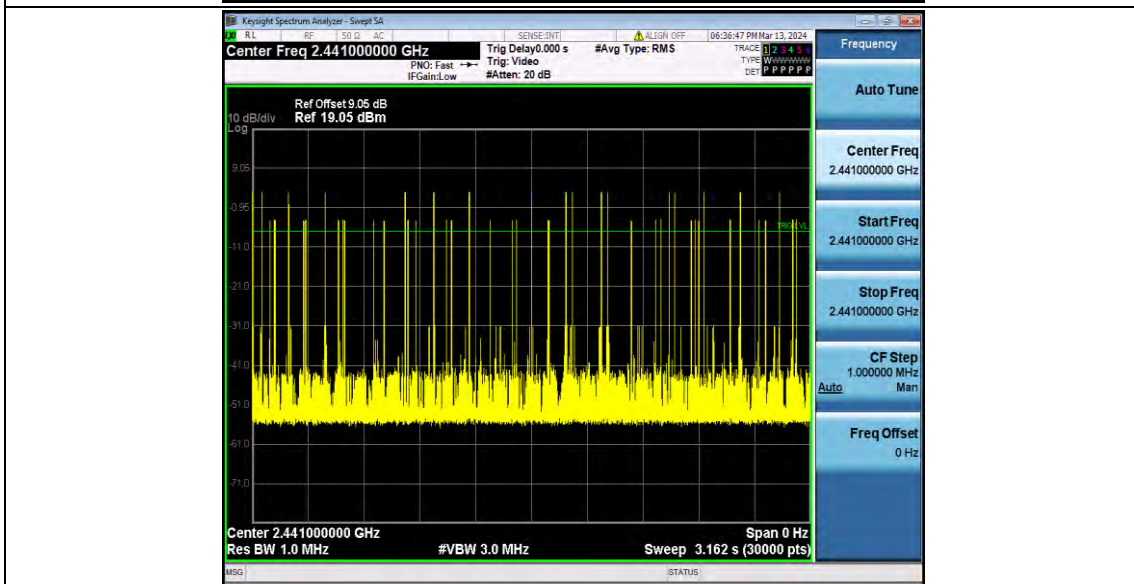 Keysight Spectrum Analyzer - Swept SA
RL RF 50 Ω AC SENSE:INT ALIGN OFF 06:36:47 PM Mar 13, 2024
Center Freq 2.441000000 GHz
PNO: Fast
IFGain:Low
Trig Delay0.000 s
Trig: Video
#Atten: 20 dB
#Avg Type: RMS
TRACE 1 2 3 4 5 6
TYPE WWWWWW
DET P P P P P P
Ref Offset 9.05 dB
10 dB/div Ref 19.05 dBm
Log
9.05
-0.95
TRIG LVL
-11.0
-21.0
-31.0
-41.0
-51.0
-61.0
-71.0
Center 2.441000000 GHz Span 0 Hz
Res BW 1.0 MHz #VBW 3.0 MHz Sweep 3.162 s (30000 pts)
MSG STATUS
Frequency
Auto Tune
Center Freq
2.441000000 GHz
Start Freq
2.441000000 GHz
Stop Freq
2.441000000 GHz
CF Step
1.000000 MHz
Auto Man
Freq Offset
0 Hz